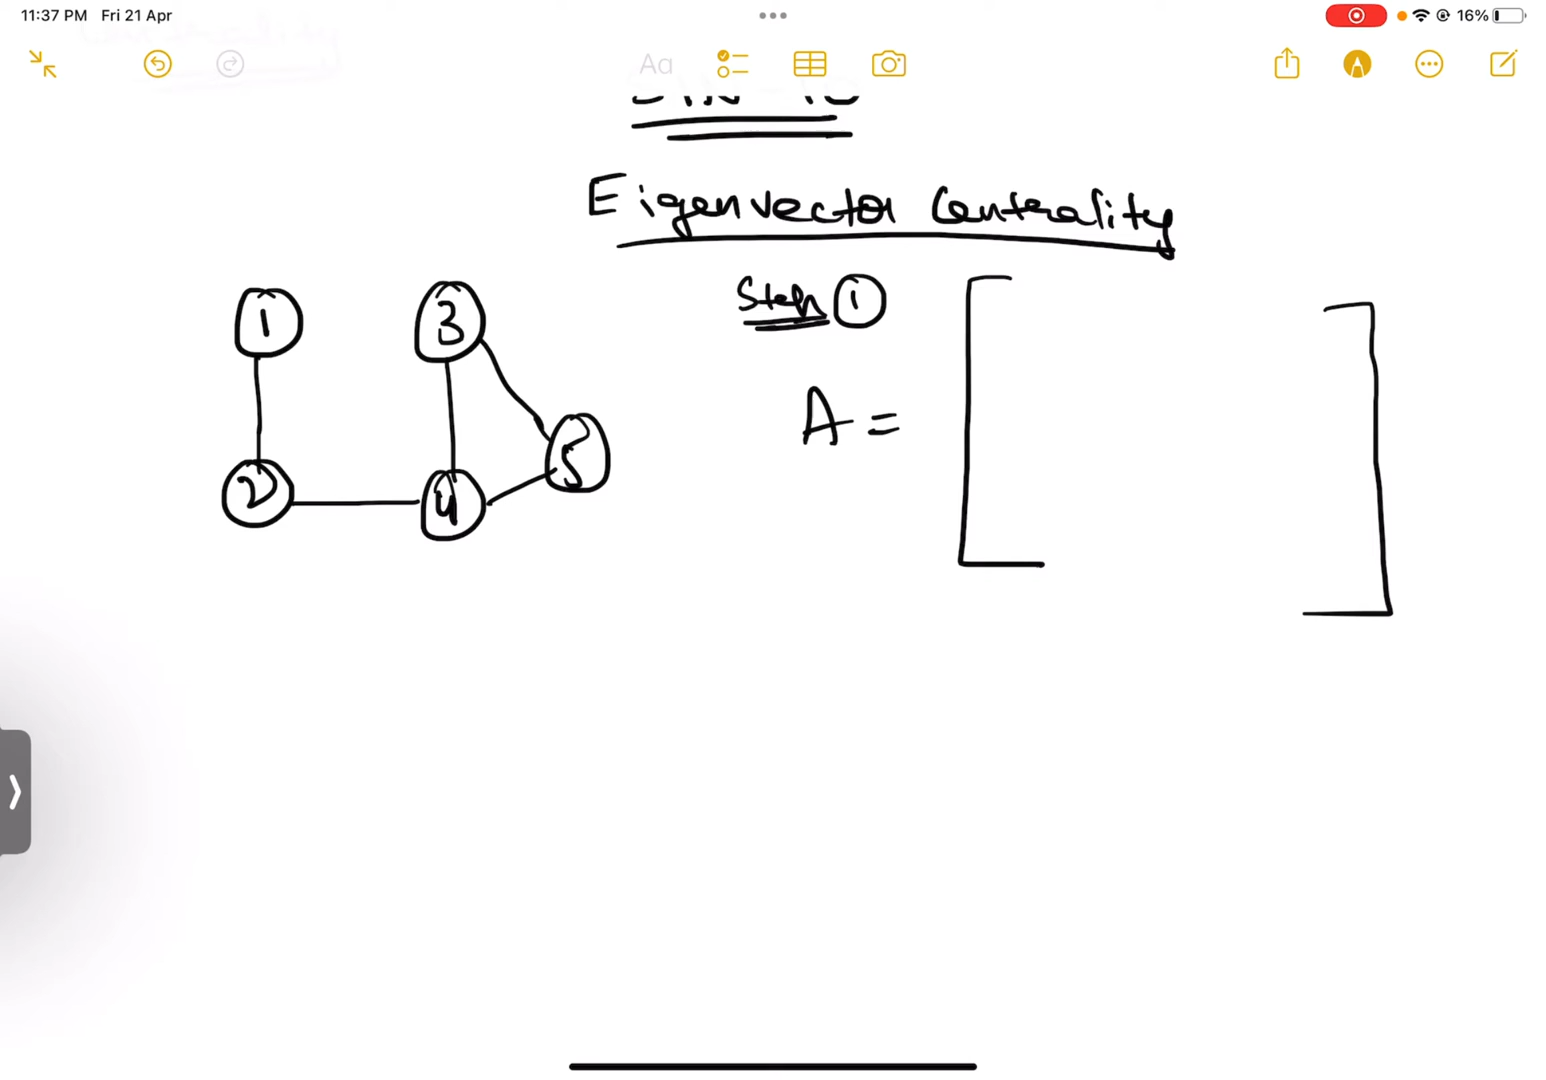 11:37 PM Fri 21 Apr
16%
Aa
Eigenvector Centrality
1
3
Step 1
A =
5
2
4